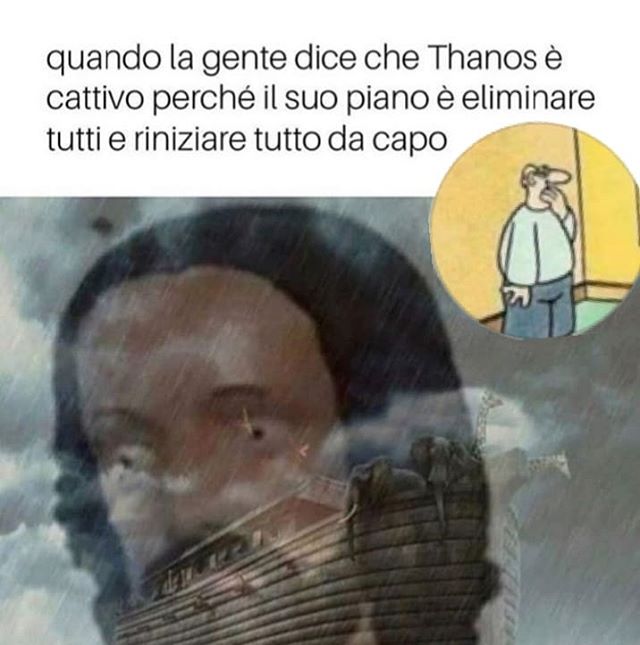 quando la gente dice che Thanos è
cattivo perché il suo piano è eliminare
tutti e riniziare tutto da capo